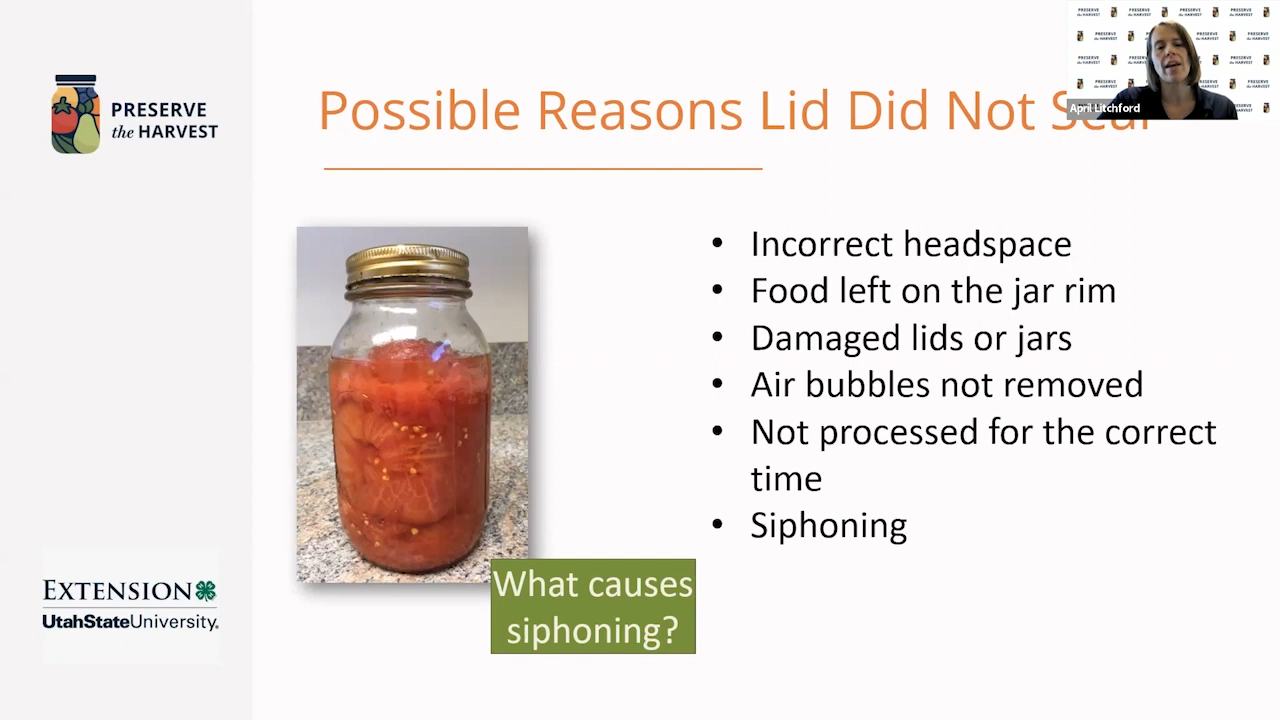 PRESERVE
the HARVEST
Possible Reasons Lid Did Not Seal
April Litchford
• Incorrect headspace
• Food left on the jar rim
• Damaged lids or jars
• Air bubbles not removed
• Not processed for the correct
time
• Siphoning
What causes
siphoning?
EXTENSION
UtahStateUniversity.